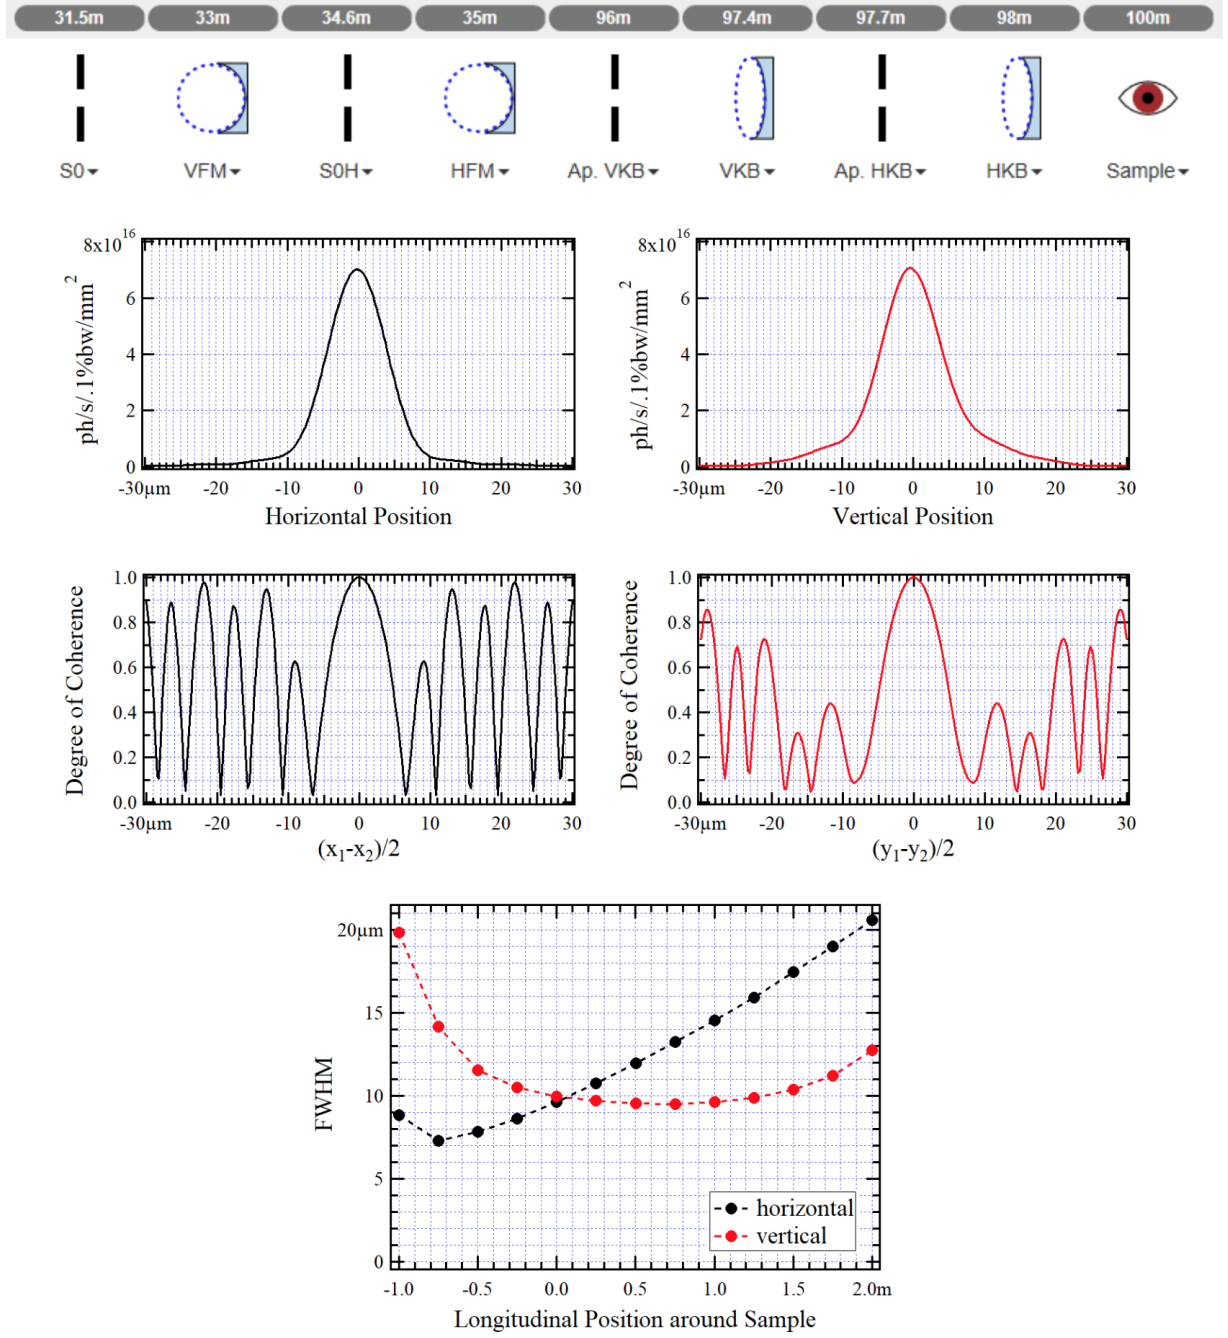 31.5m 33m 34.6m 35m 96m 97.4m 97.7m 98m 100m
S0 VFM S0H HFM Ap. VKB VKB Ap. HKB HKB Sample
8x10^16
6
4
2
0
ph/s/.1%bw/mm^2
-30µm -20 -10 0 10 20 30
Horizontal Position
8x10^16
6
4
2
0
ph/s/.1%bw/mm^2
-30µm -20 -10 0 10 20 30
Vertical Position
1.0
0.8
0.6
0.4
0.2
0.0
Degree of Coherence
-30µm -20 -10 0 10 20 30
(x₁-x₂)/2
1.0
0.8
0.6
0.4
0.2
0.0
Degree of Coherence
-30µm -20 -10 0 10 20 30
(y₁-y₂)/2
20µm
15
10
5
0
FWHM
horizontal
vertical
-1.0 -0.5 0.0 0.5 1.0 1.5 2.0m
Longitudinal Position around Sample